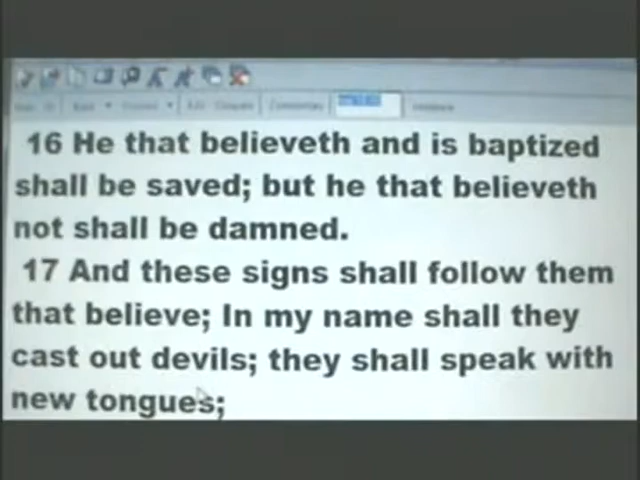 16 He that believeth and is baptized
shall be saved; but he that believeth
not shall be damned.
17 And these signs shall follow them
that believe; In my name shall they
cast out devils; they shall speak with
new tongues;